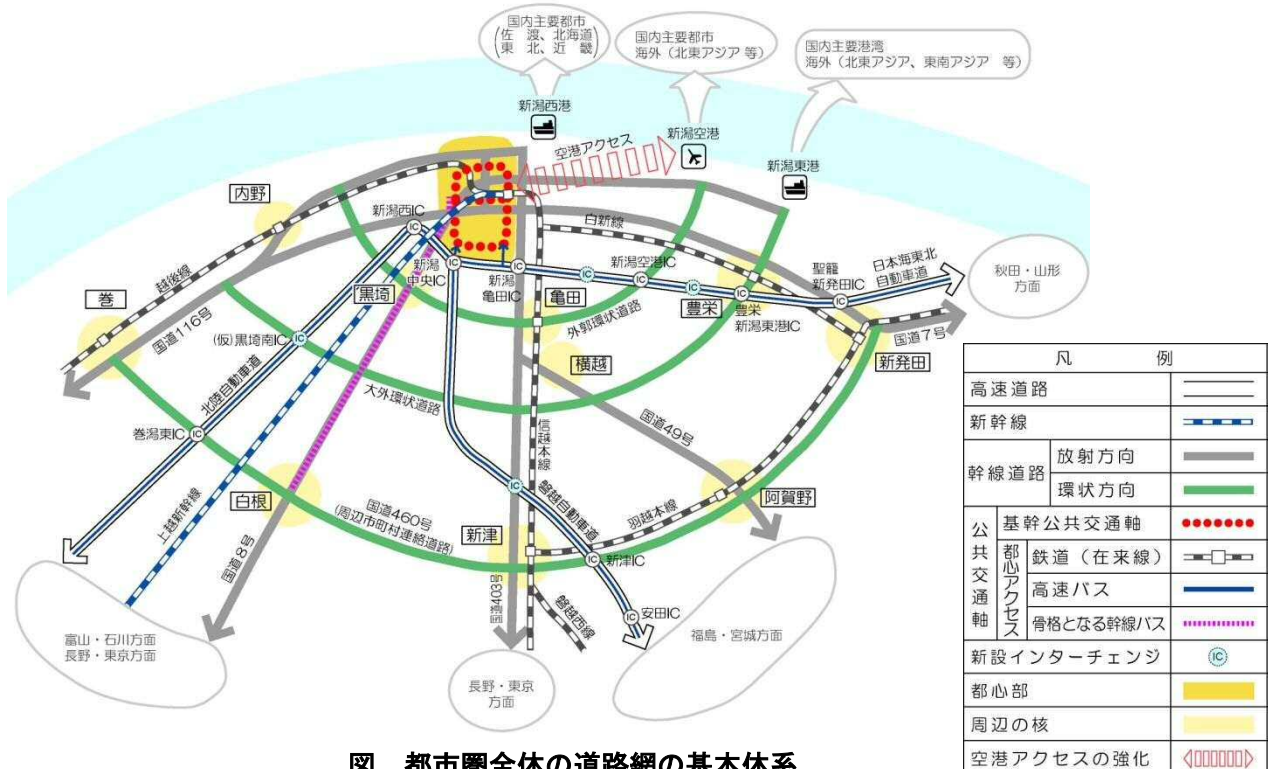 国内主要都市
(佐 渡、北海道
東 北、近 畿)
国内主要都市
海外（北東アジア 等）
国内主要港湾
海外（北東アジア、東南アジア 等）
新潟西港
新潟空港
空港アクセス
新潟東港
内野
新潟西IC
白新線
越後線
新潟
中央IC
新潟
亀田IC
新潟空港IC
聖籠
新発田IC
日本海東北
自動車道
秋田・山形
方面
巻
黒埼
亀田
豊栄
豊栄
新潟東港IC
国道116号
外郭環状道路
国道7号
(仮)黒埼南IC
横越
新発田
北陸自動車道
大外環状道路
国道49号
巻潟東IC
信越本線
白根
上越新幹線
国道460号
(周辺市町村連絡道路)
新津
磐越自動車道
羽越本線
阿賀野
国道8号
新津IC
国道403号
磐越西線
安田IC
富山・石川方面
長野・東京方面
長野・東京
方面
福島・宮城方面
凡 例
高速道路
新幹線
幹線道路
放射方向
環状方向
公共交通軸
基幹公共交通軸
都心アクセス
鉄道（在来線）
高速バス
骨格となる幹線バス
新設インターチェンジ
IC
都心部
周辺の核
空港アクセスの強化
図 都市圏全体の道路網の基本体系